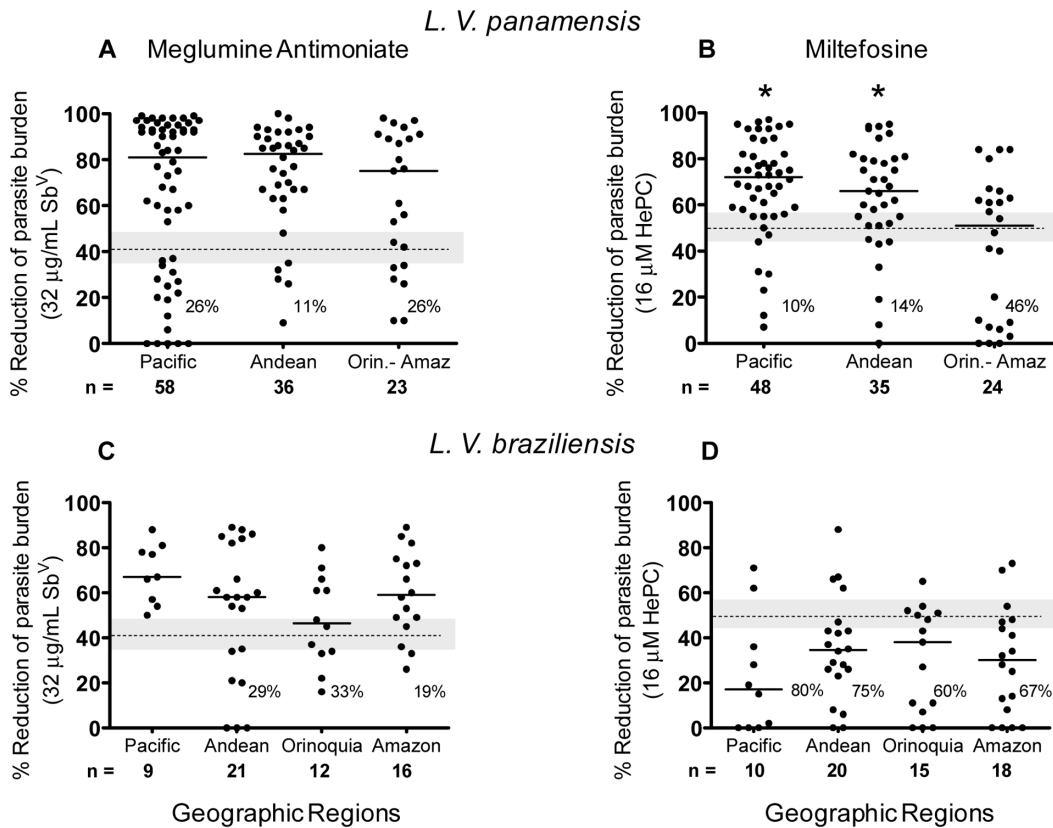 L. V. panamensis
A Meglumine Antimoniate
% Reduction of parasite burden
(32 µg/mL Sbⱽ)
100
80
60
40
20
0
26% 11% 26%
Pacific Andean Orin.- Amaz
n = 58 36 23
B Miltefosine
% Reduction of parasite burden
(16 µM HePC)
* *
100
80
60
40
20
0
10% 14% 46%
Pacific Andean Orin.- Amaz
n = 48 35 24
L. V. braziliensis
C
% Reduction of parasite burden
(32 µg/mL Sbⱽ)
100
80
60
40
20
0
29% 33% 19%
Pacific Andean Orinoquia Amazon
n = 9 21 12 16
Geographic Regions
D
% Reduction of parasite burden
(16 µM HePC)
100
80
60
40
20
0
80% 75% 60% 67%
Pacific Andean Orinoquia Amazon
n = 10 20 15 18
Geographic Regions